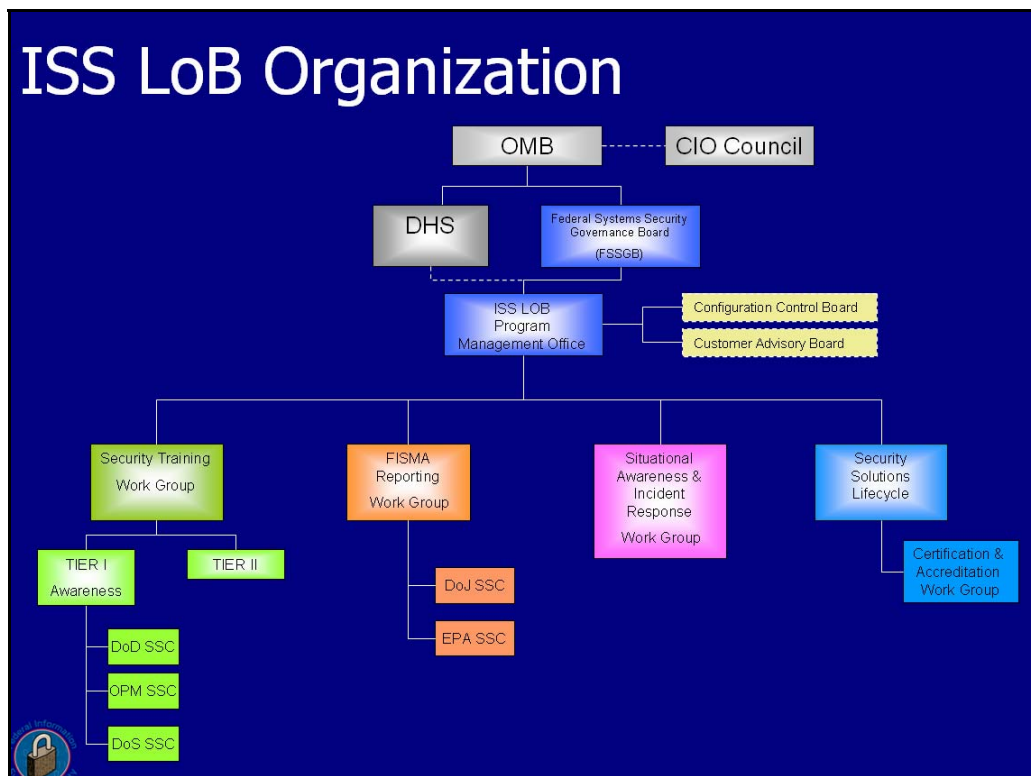 ISS LoB Organization
OMB
CIO Council
DHS
Federal Systems Security
Governance Board
(FSSGB)
ISS LOB
Program
Management Office
Configuration Control Board
Customer Advisory Board
Security Training
Work Group
FISMA
Reporting
Work Group
Situational
Awareness &
Incident
Response
Work Group
Security
Solutions
Lifecycle
TIER I
Awareness
TIER II
DoJ SSC
EPA SSC
Certification &
Accreditation
Work Group
DoD SSC
OPM SSC
DoS SSC
Federal Information